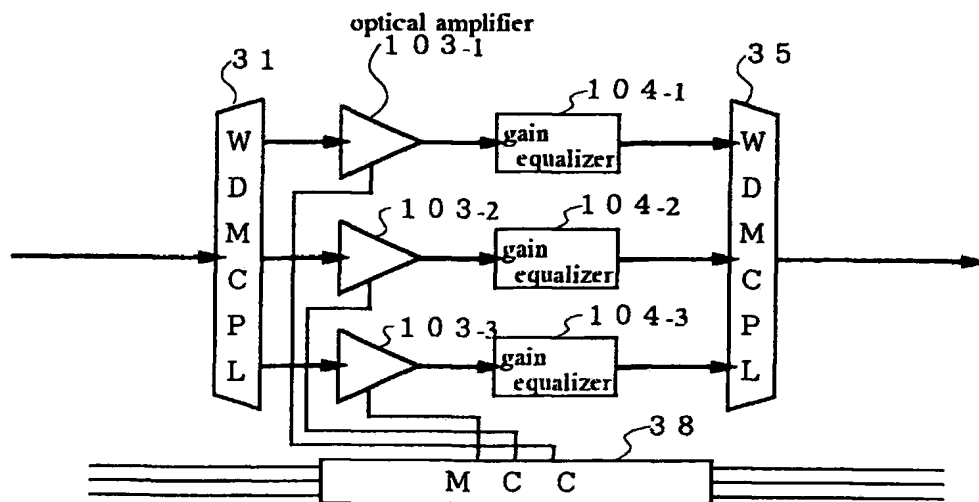 optical amplifier
１０３-1
３１
３５
１０４-1
gain
equalizer
１０３-2
１０４-2
gain
equalizer
１０３-3
１０４-3
gain
equalizer
W
D
M
C
P
L
W
D
M
C
P
L
３８
M C C